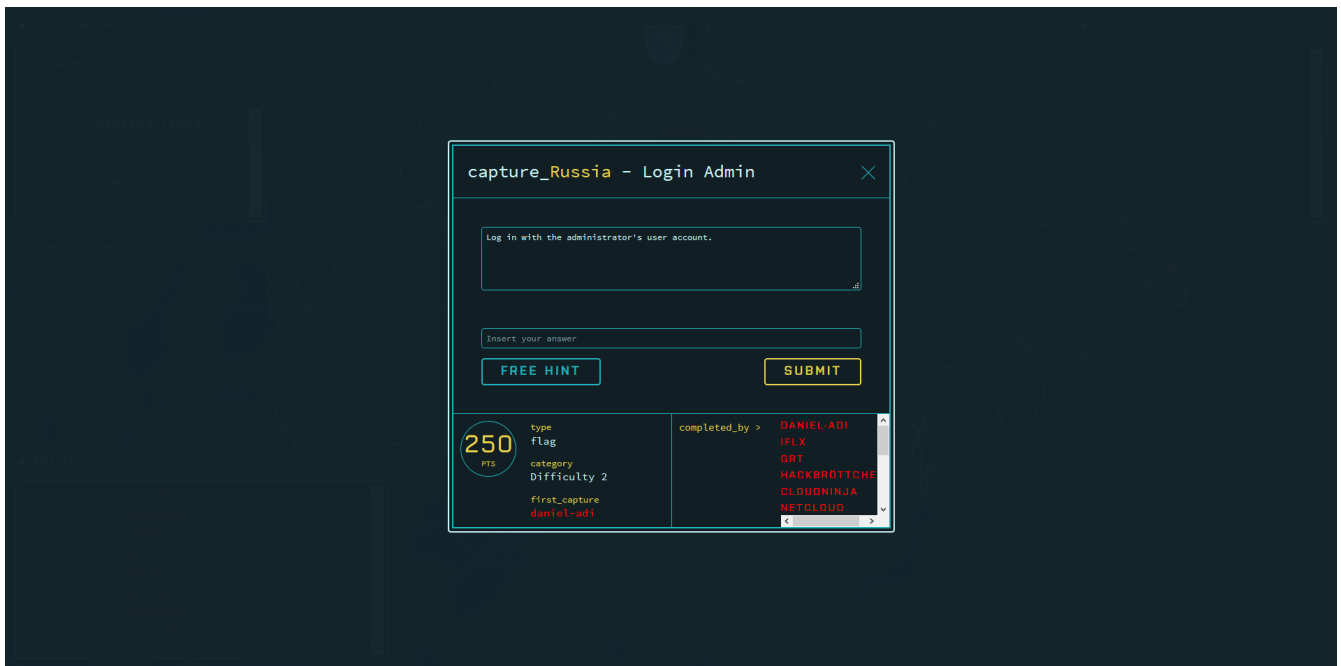 capture_Russia - Login Admin
Log in with the administrator's user account.
Insert your answer
FREE HINT
SUBMIT
250
PTS
type
flag
category
Difficulty 2
first_capture
daniel-adi
completed_by >
DANIEL-ADI
IFLX
GRT
HACKBRÖTTCHE
CLOUDNINJA
NETCLOUD